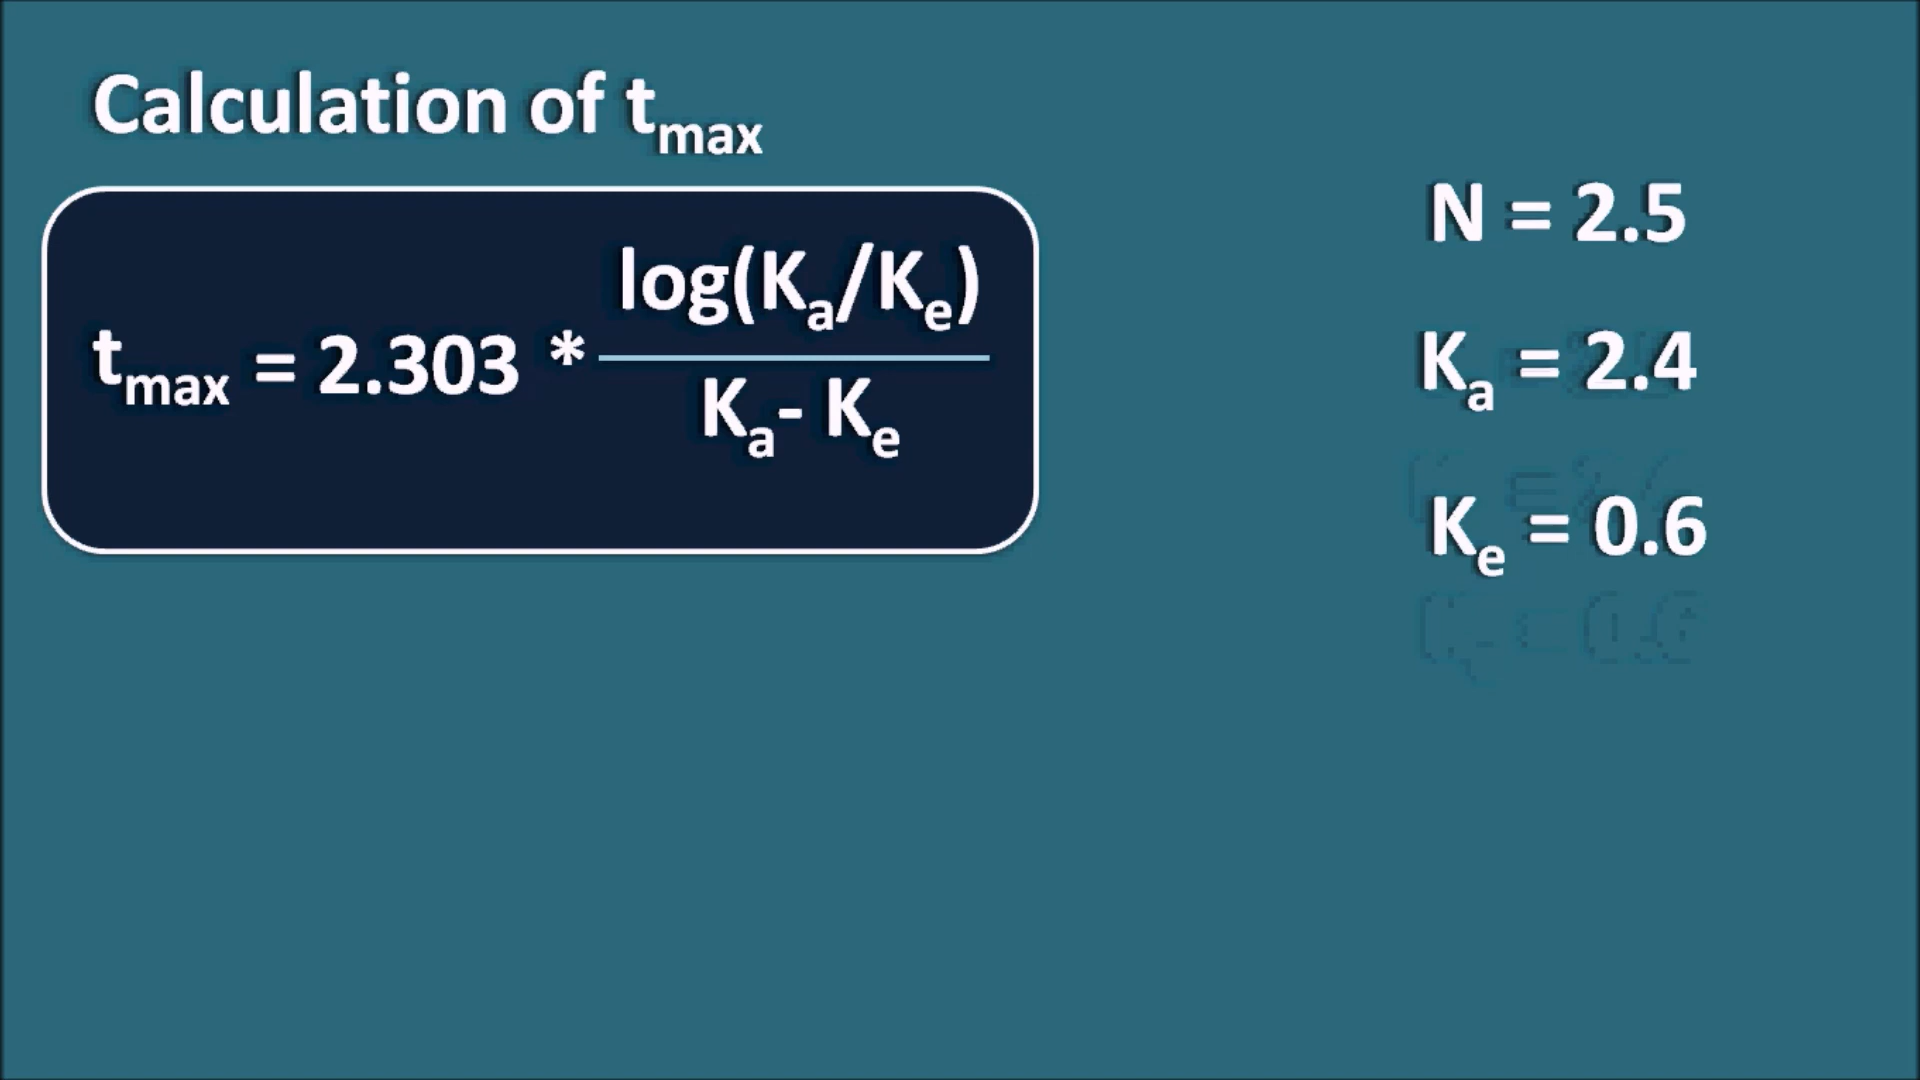 Calculation of tmax
tmax = 2.303 * log(Ka/Ke)
Ka- Ke
N = 2.5
Ka = 2.4
Ke = 0.6